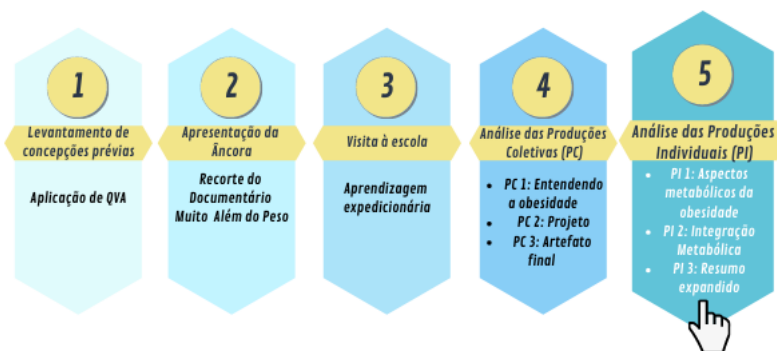 1
Levantamento de
concepções prévias
Aplicação de QVA
2
Apresentação da
Âncora
Recorte do
Documentário
Muito Além do Peso
3
Visita à escola
Aprendizagem
expedicionária
4
Análise das Produções
Coletivas (PC)
• PC 1: Entendendo
a obesidade
• PC 2: Projeto
• PC 3: Artefato
final
5
Análise das Produções
Individuais (PI)
• PI 1: Aspectos
metabólicos da
obesidade
• PI 2: Integração
Metabólica
• PI 3: Resumo
expandido